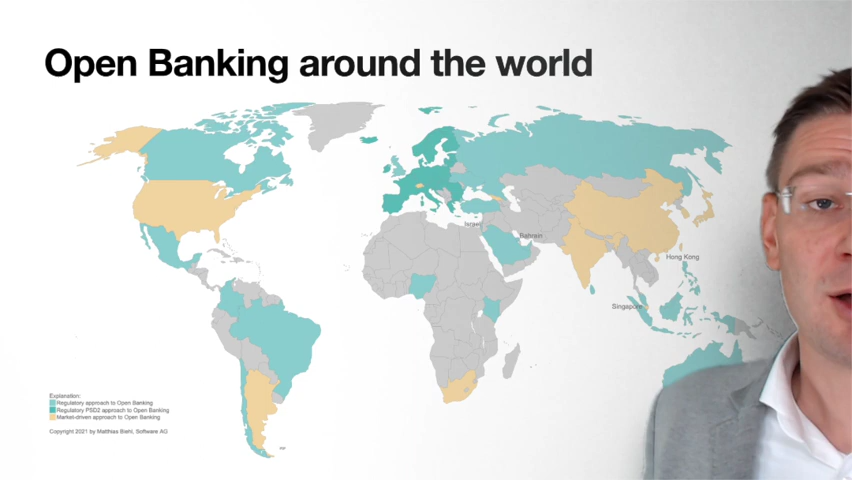 Open Banking around the world
Israel
Bahrain
Hong Kong
Singapore
Explanation:
Regulatory approach to Open Banking
Regulatory PSD2 approach to Open Banking
Market-driven approach to Open Banking
Copyright 2021 by Matthias Biehl, Software AG